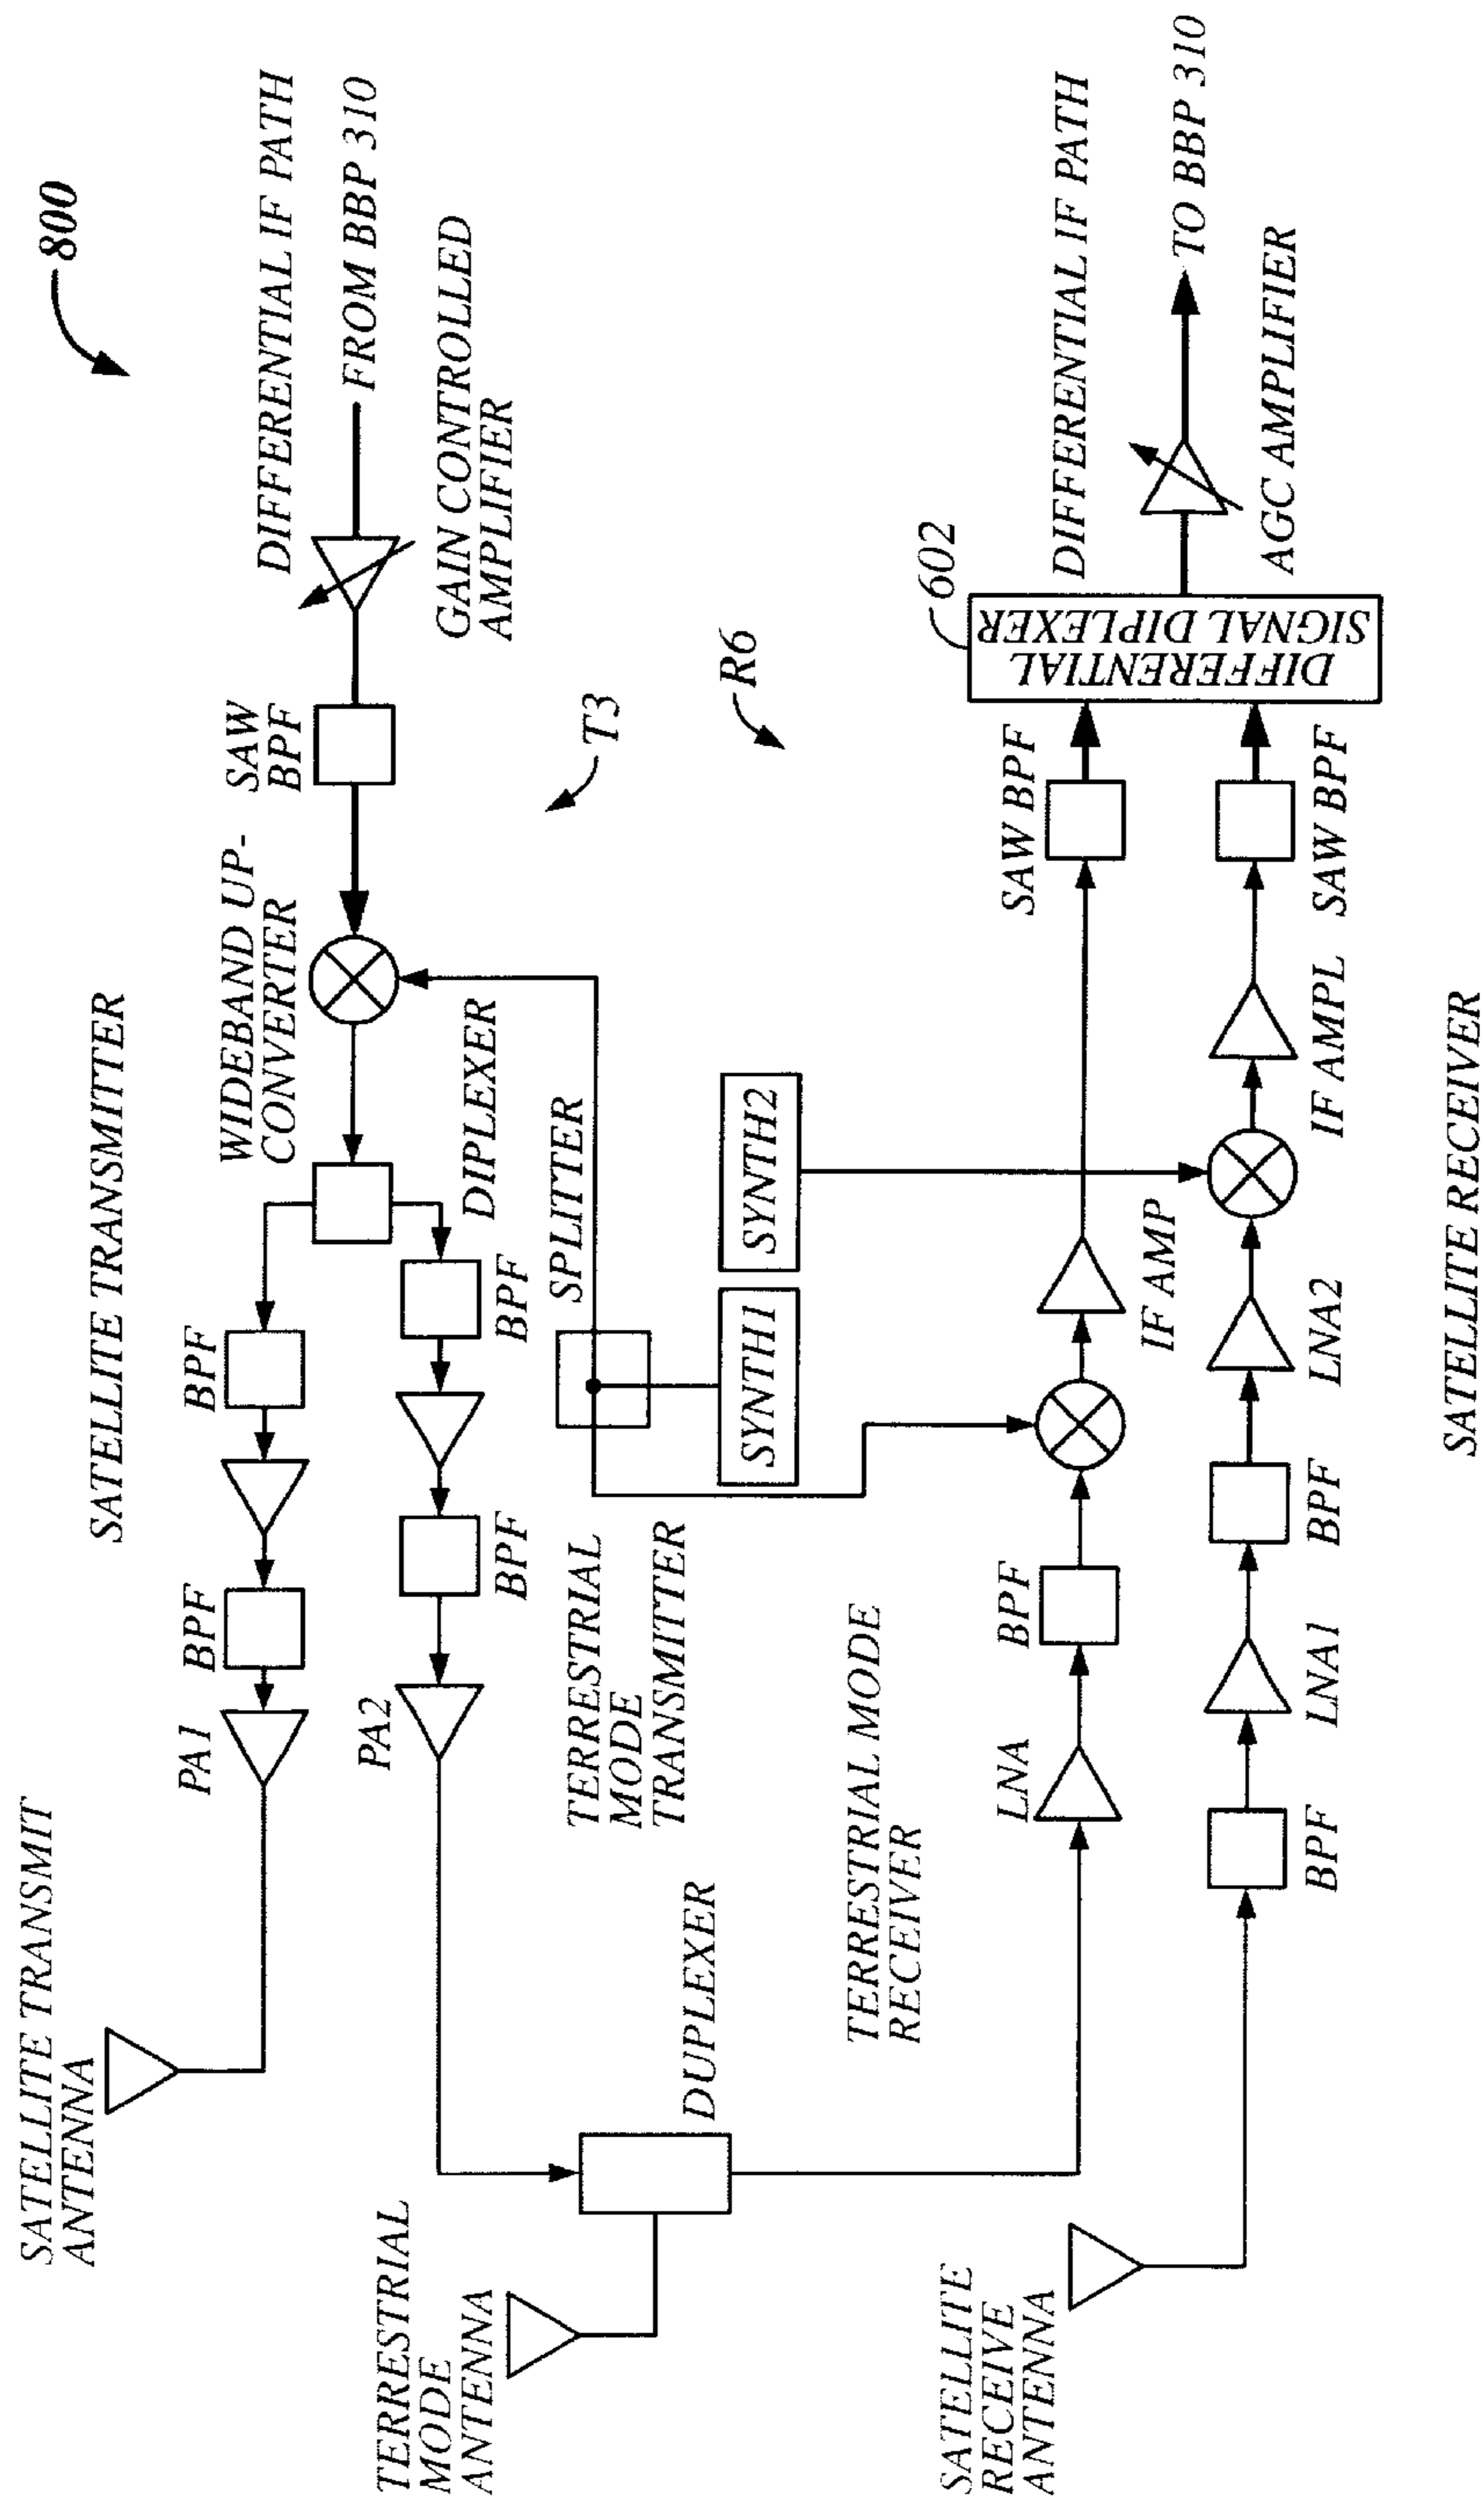 800
SATELLITE TRANSMITTER
SATELLITE TRANSMIT
ANTENNA
DIFFERENTIAL IF PATH
FROM BBP 310
GAIN CONTROLLED
AMPLIFIER
SAW
BPF
WIDEBAND UP-
CONVERTER
DIPLEXER
BPF
BPF
PA1
BPF
BPF
PA2
TERRESTRIAL
MODE
TRANSMITTER
SPLITTER
T3
R6
SYNTH1
SYNTH2
TERRESTRIAL
MODE
ANTENNA
DUPLEXER
TERRESTRIAL MODE
RECEIVER
LNA
BPF
IF AMP
SAW BPF
602
DIFFERENTIAL
SIGNAL DIPLEXER
DIFFERENTIAL IF PATH
TO BBP 310
AGC AMPLIFIER
SATELLITE
RECEIVE
ANTENNA
BPF
LNA1
BPF
LNA2
IF AMPL
SAW BPF
SATELLITE RECEIVER